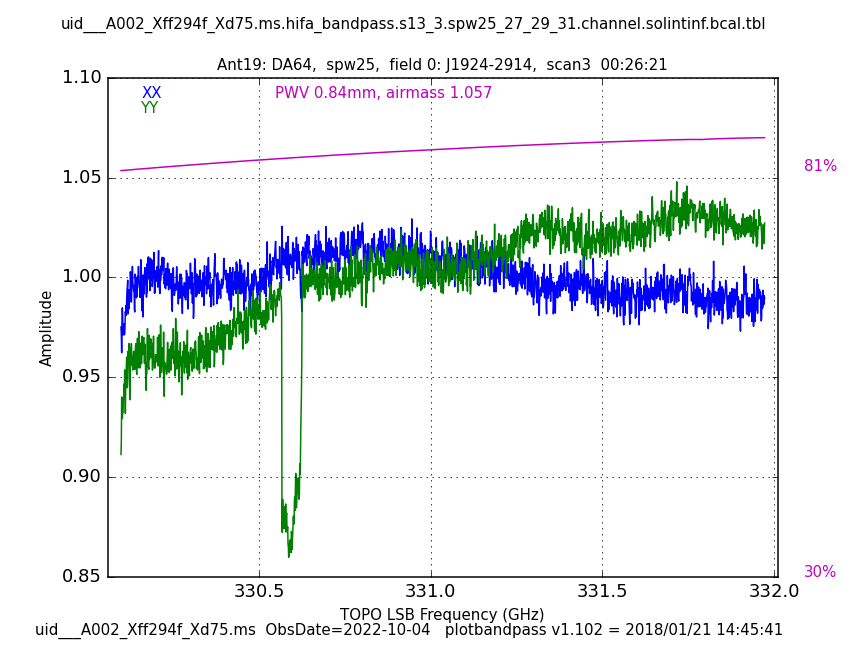 uid___A002_Xff294f_Xd75.ms.hifa_bandpass.s13_3.spw25_27_29_31.channel.solintinf.bcal.tbl
Ant19: DA64,  spw25,  field 0: J1924-2914,  scan3  00:26:21
1.10
XX
PWV 0.84mm, airmass 1.057
YY
81%
1.05
1.00
Amplitude
0.95
0.90
30%
0.85
330.5
331.0
331.5
332.0
TOPO LSB Frequency (GHz)
uid___A002_Xff294f_Xd75.ms  ObsDate=2022-10-04   plotbandpass v1.102 = 2018/01/21 14:45:41